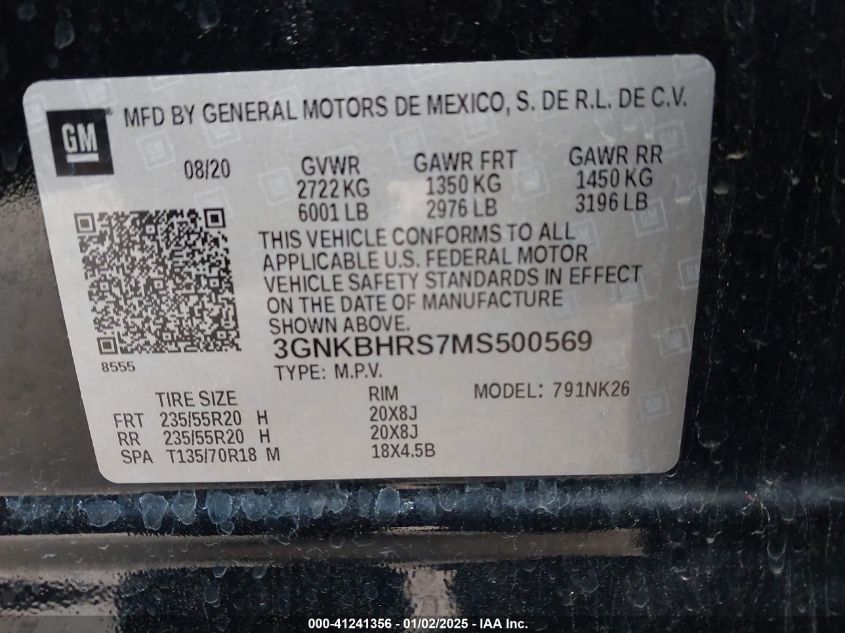 GM ® MFD BY GENERAL MOTORS DE MEXICO, S. DE R.L. DE C.V.
08/20 GVWR GAWR FRT GAWR RR
2722 KG 1350 KG 1450 KG
6001 LB 2976 LB 3196 LB
THIS VEHICLE CONFORMS TO ALL
APPLICABLE U.S. FEDERAL MOTOR
VEHICLE SAFETY STANDARDS IN EFFECT
ON THE DATE OF MANUFACTURE
SHOWN ABOVE.
3GNKBHRS7MS500569
8555
TYPE: M.P.V.
TIRE SIZE RIM MODEL: 791NK26
FRT 235/55R20 H 20X8J
RR 235/55R20 H 20X8J
SPA T135/70R18 M 18X4.5B
000-41241356 — 01/02/2025 — IAA Inc.